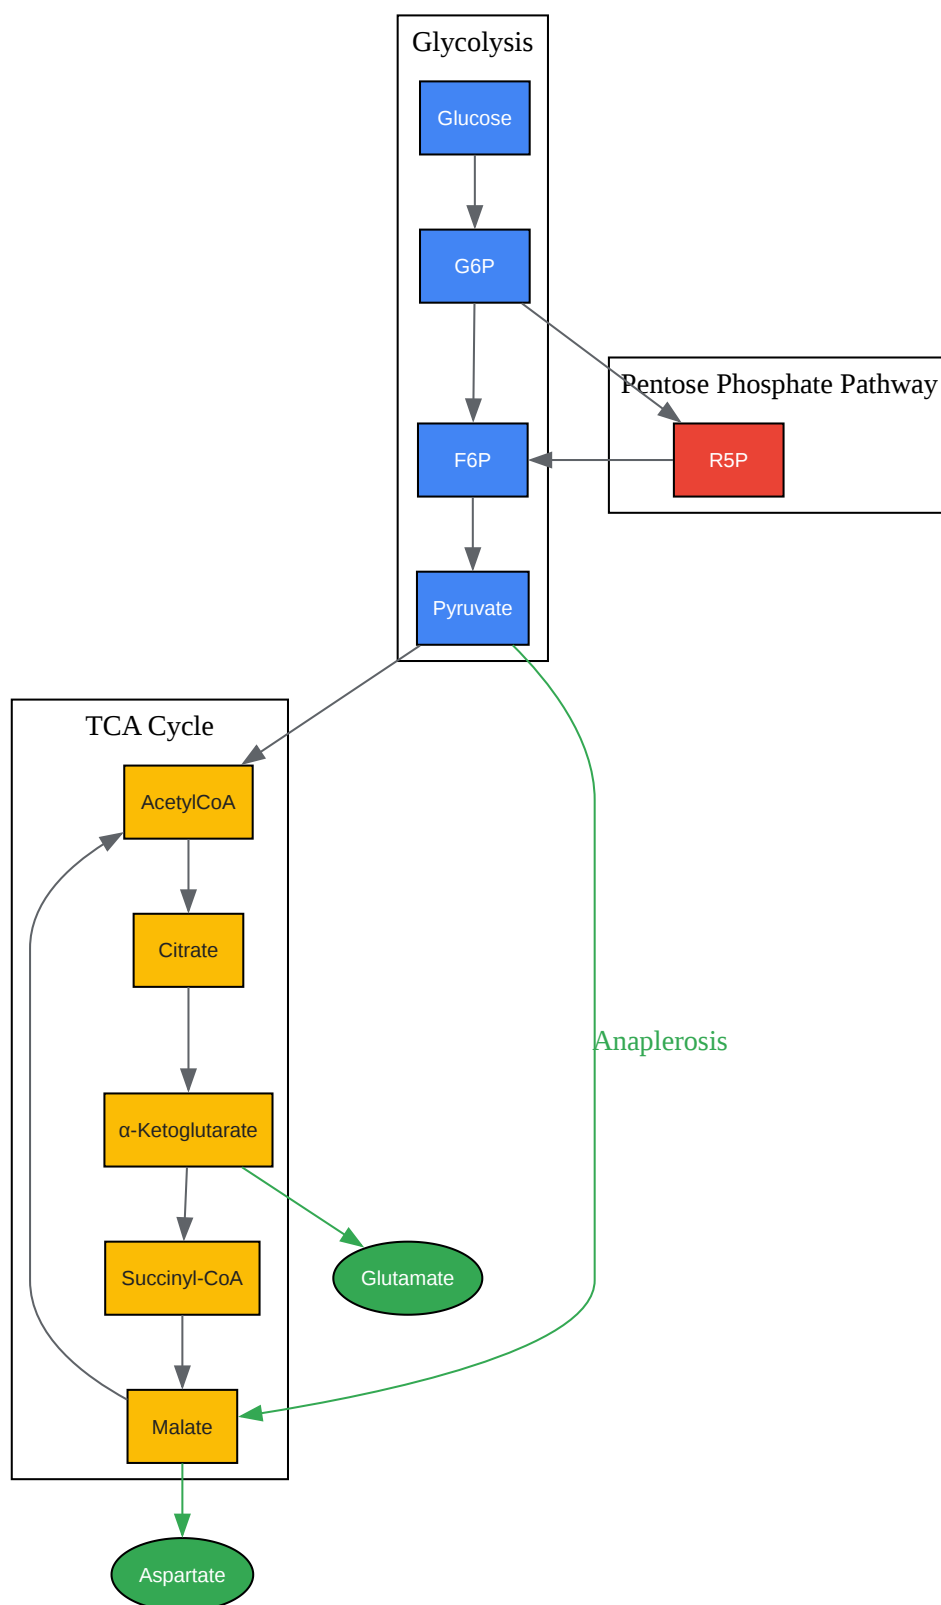 Glycolysis
Glucose
G6P
Pentose Phosphate Pathway
F6P
R5P
Pyruvate
TCA Cycle
AcetylCoA
Citrate
Anaplerosis
α-Ketoglutarate
Succinyl-CoA
Glutamate
Malate
Aspartate